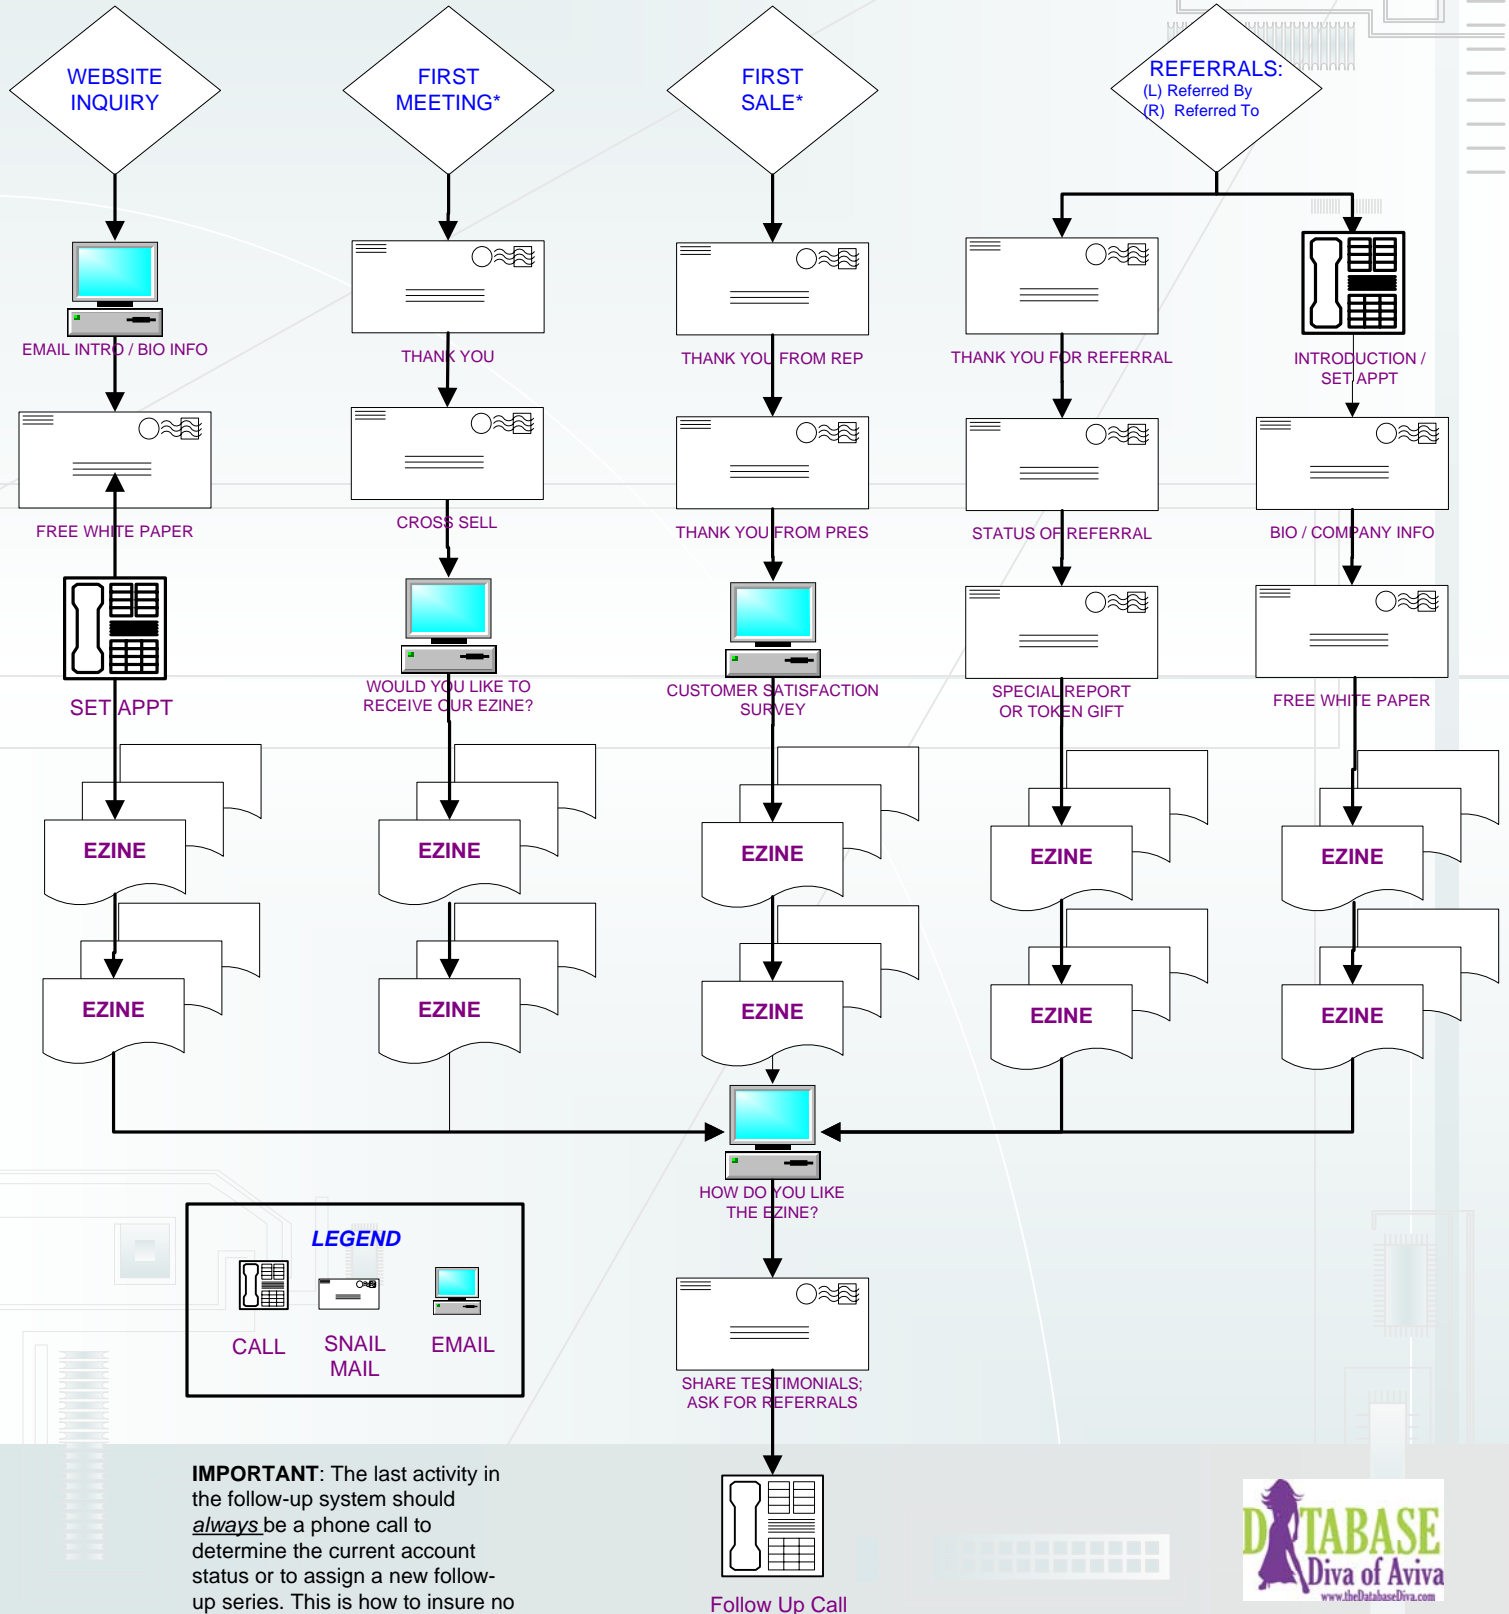 WEBSITE
INQUIRY
FIRST
MEETING*
FIRST
SALE*
REFERRALS:
(L) Referred By
(R) Referred To
EMAIL INTRO / BIO INFO
THANK YOU
THANK YOU FROM REP
THANK YOU FOR REFERRAL
INTRODUCTION /
SET APPT
FREE WHITE PAPER
CROSS SELL
THANK YOU FROM PRES
STATUS OF REFERRAL
BIO / COMPANY INFO
SET APPT
WOULD YOU LIKE TO
RECEIVE OUR EZINE?
CUSTOMER SATISFACTION
SURVEY
SPECIAL REPORT
OR TOKEN GIFT
FREE WHITE PAPER
EZINE
EZINE
EZINE
EZINE
EZINE
EZINE
EZINE
EZINE
EZINE
EZINE
HOW DO YOU LIKE
THE EZINE?
LEGEND
CALL
SNAIL
MAIL
EMAIL
SHARE TESTIMONIALS;
ASK FOR REFERRALS
IMPORTANT: The last activity in
the follow-up system should
always be a phone call to
determine the current account
status or to assign a new follow-
up series. This is how to insure no
Follow Up Call
DATABASE
Diva of Aviva
www.theDatabaseDiva.com